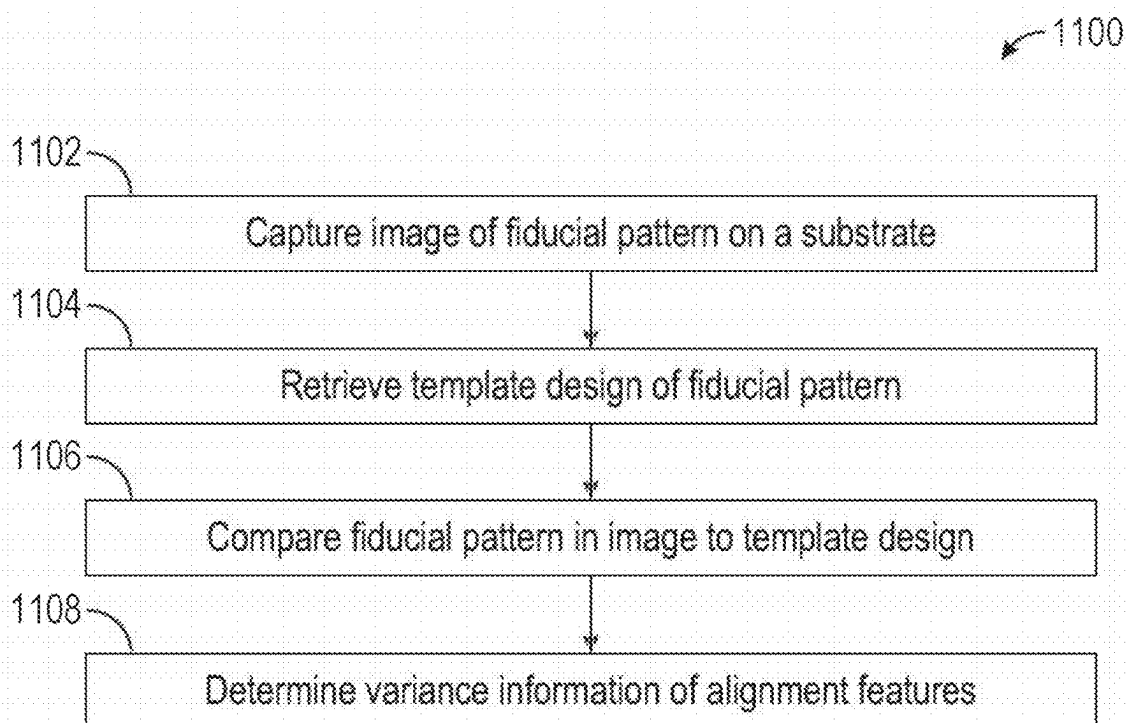 1100
1102
Capture image of fiducial pattern on a substrate
1104
Retrieve template design of fiducial pattern
1106
Compare fiducial pattern in image to template design
1108
Determine variance information of alignment features